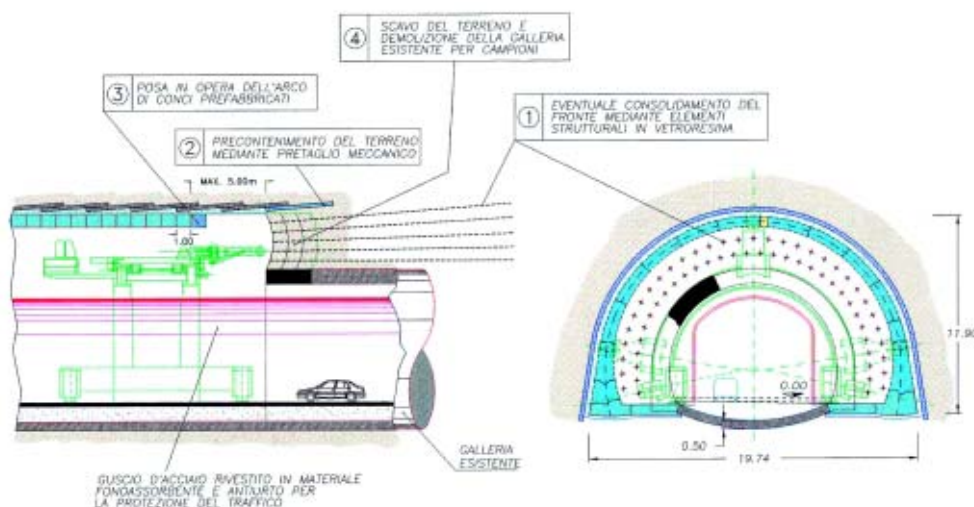 ④ SCAVO DEL TERRENO E
DEMOLIZIONE DELLA GALLERIA
ESISTENTE PER CAMPIONI
③ POSA IN OPERA DELL'ARCO
DI CONCI PREFABBRICATI
① EVENTUALE CONSOLIDAMENTO DEL
FRONTE MEDIANTE ELEMENTI
STRUTTURALI IN VETRORESINA
② PRECONTENIMENTO DEL TERRENO
MEDIANTE PRETAGLIO MECCANICO
MAX. 5.00m
1.00
11.90
0.00
0.50
19.74
GALLERIA
ESISTENTE
GUSCIO D'ACCIAIO RIVESTITO IN MATERIALE
FONOASSORBENTE E ANTIURTO PER
LA PROTEZIONE DEL TRAFFICO